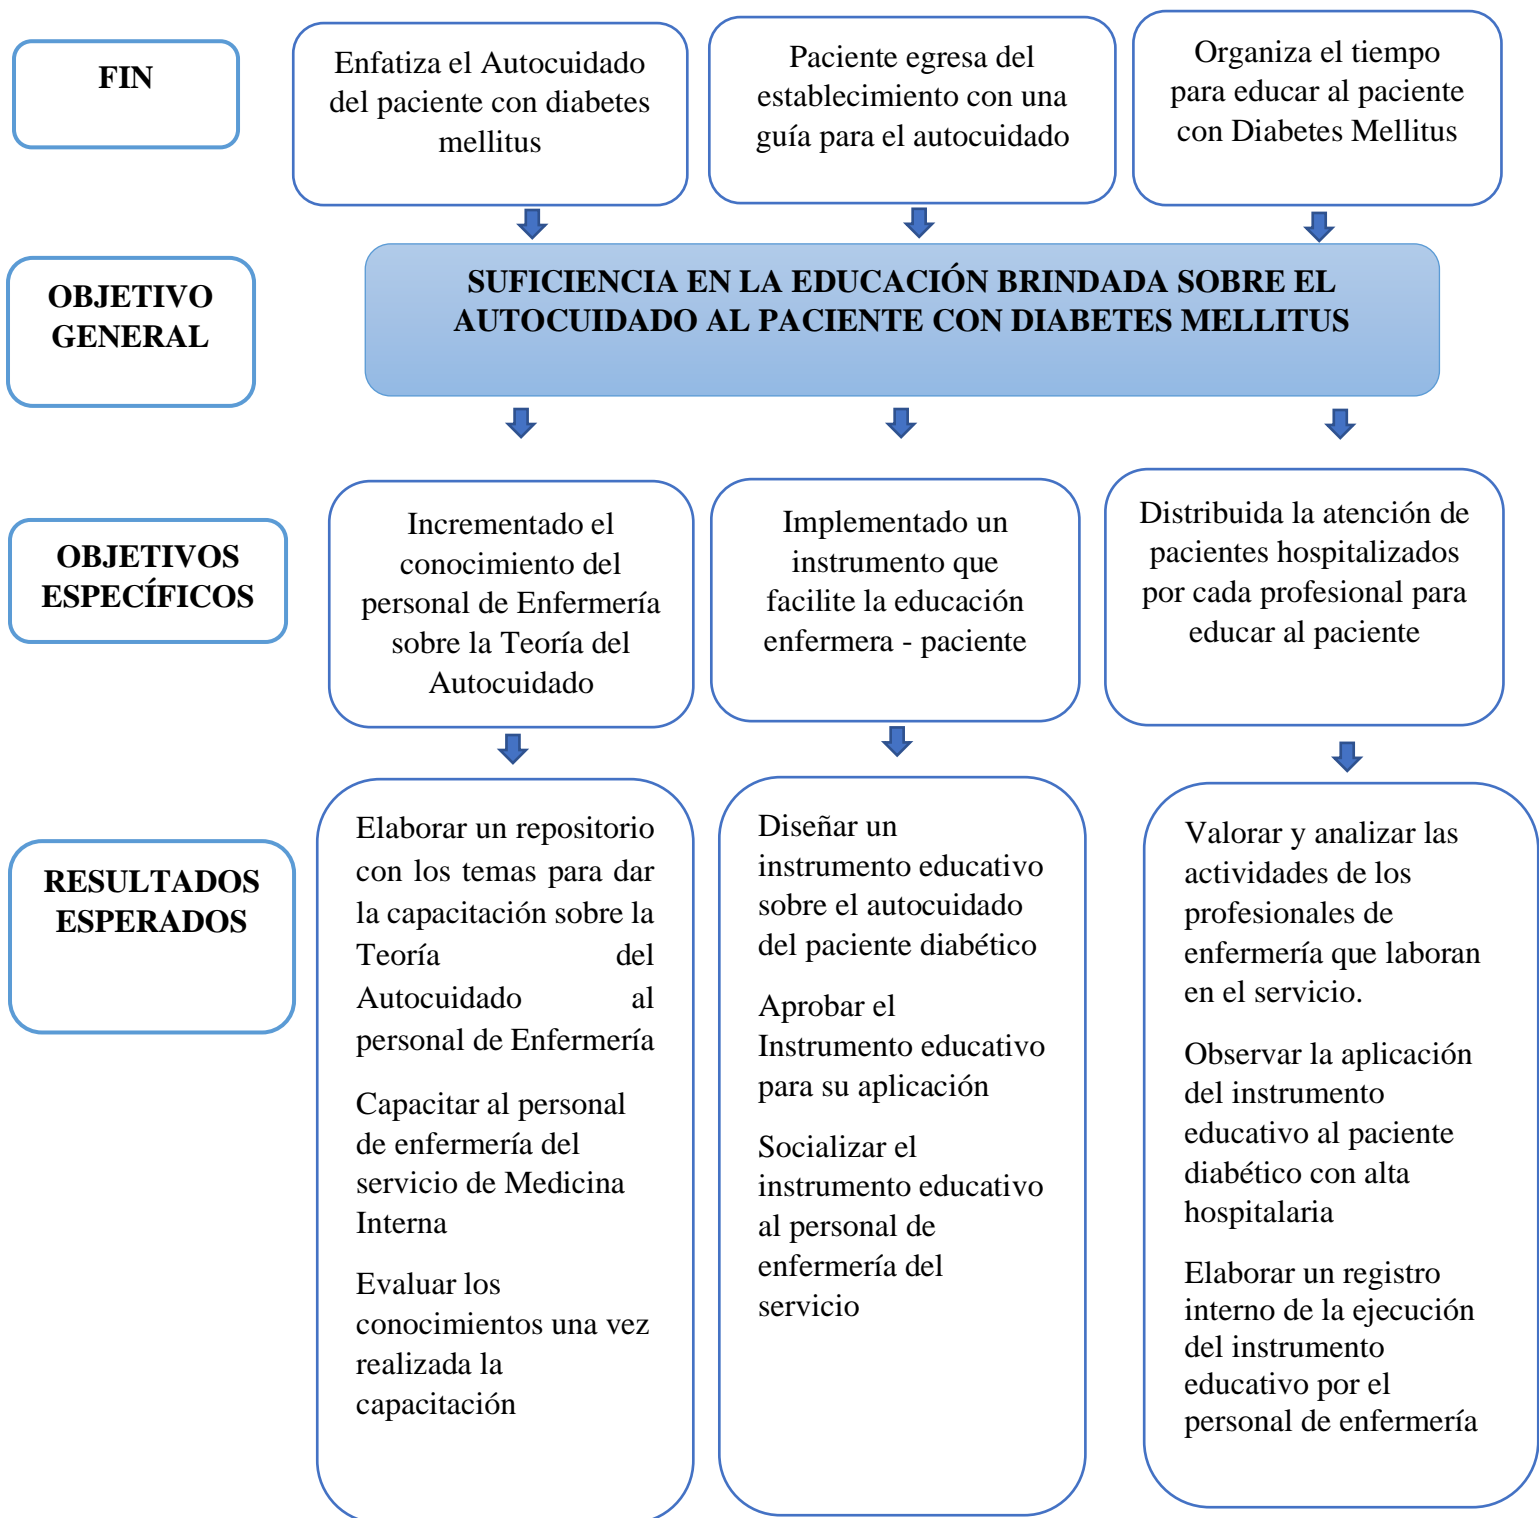 FIN
Enfatiza el Autocuidado
del paciente con diabetes
mellitus
Paciente egresa del
establecimiento con una
guía para el autocuidado
Organiza el tiempo
para educar al paciente
con Diabetes Mellitus
OBJETIVO
GENERAL
SUFICIENCIA EN LA EDUCACIÓN BRINDADA SOBRE EL
AUTOCUIDADO AL PACIENTE CON DIABETES MELLITUS
OBJETIVOS
ESPECÍFICOS
Incrementado el
conocimiento del
personal de Enfermería
sobre la Teoría del
Autocuidado
Implementado un
instrumento que
facilite la educación
enfermera - paciente
Distribuida la atención de
pacientes hospitalizados
por cada profesional para
educar al paciente
RESULTADOS
ESPERADOS
Elaborar un repositorio
con los temas para dar
la capacitación sobre la
Teoría del
Autocuidado al
personal de Enfermería
Capacitar al personal
de enfermería del
servicio de Medicina
Interna
Evaluar los
conocimientos una vez
realizada la
capacitación
Diseñar un
instrumento educativo
sobre el autocuidado
del paciente diabético
Aprobar el
Instrumento educativo
para su aplicación
Socializar el
instrumento educativo
al personal de
enfermería del
servicio
Valorar y analizar las
actividades de los
profesionales de
enfermería que laboran
en el servicio.
Observar la aplicación
del instrumento
educativo al paciente
diabético con alta
hospitalaria
Elaborar un registro
interno de la ejecución
del instrumento
educativo por el
personal de enfermería